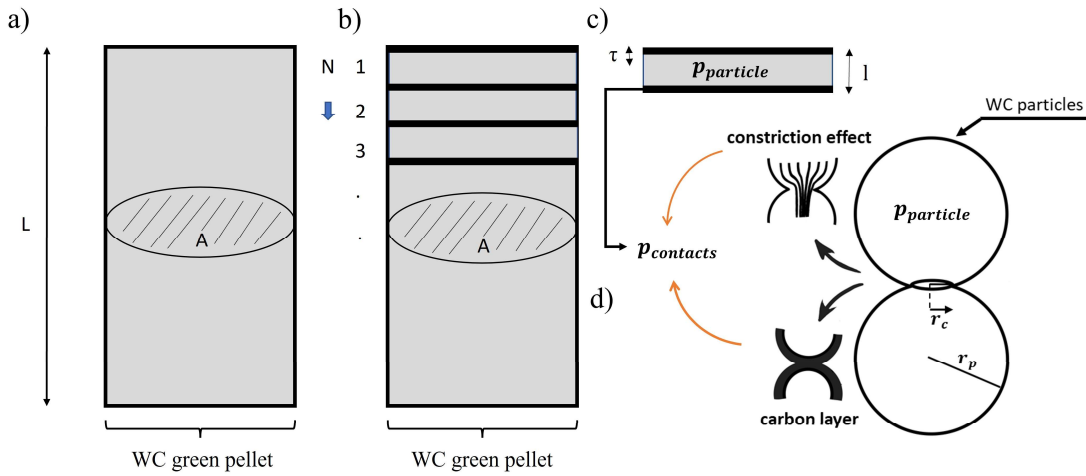 a)
L
A
WC green pellet
b)
N 1
2
3
.
.
A
WC green pellet
c)
τ
p_particle
l
WC particles
constriction effect
p_particle
p_contacts
d)
r_c
r_p
carbon layer